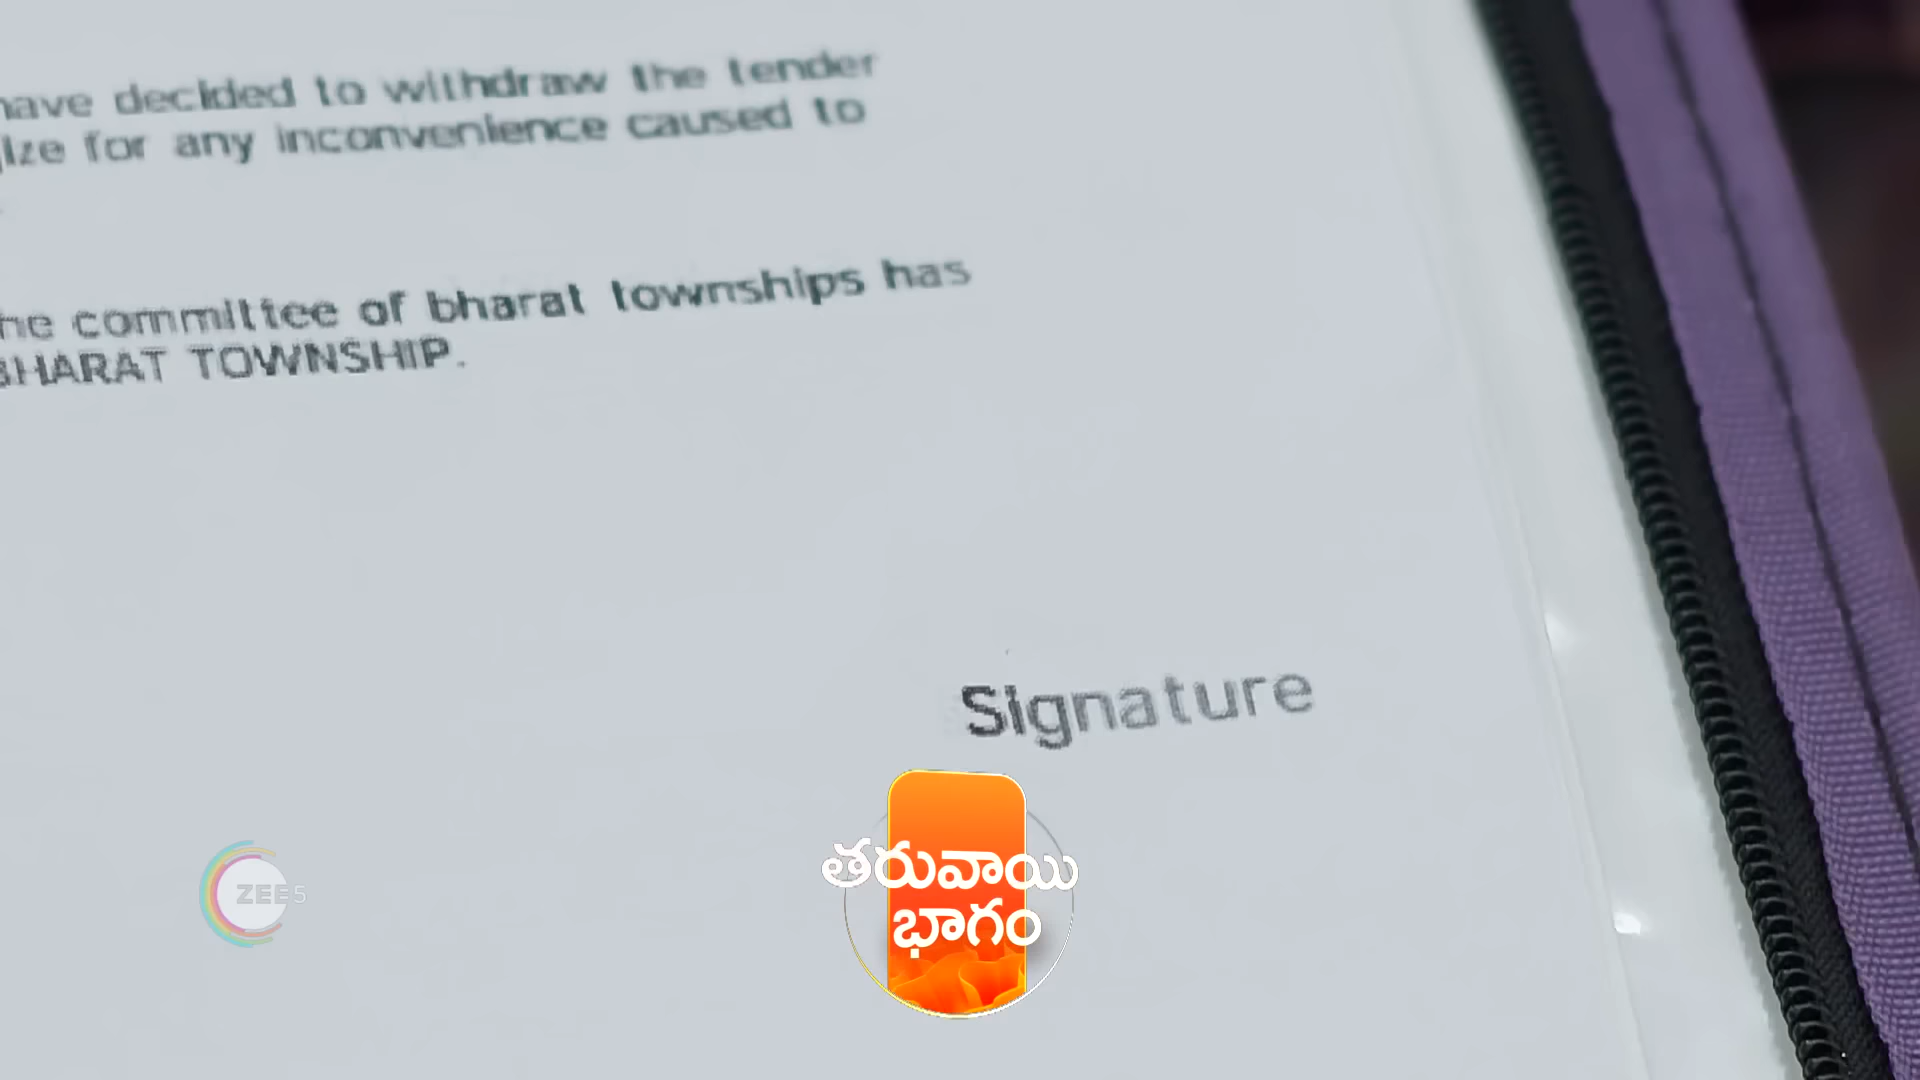 have decided to withdraw the tender
gize for any inconvenience caused to
he committee of bharat townships has
BHARAT TOWNSHIP.
Signature
తరువాయి
భాగం
ZEE5